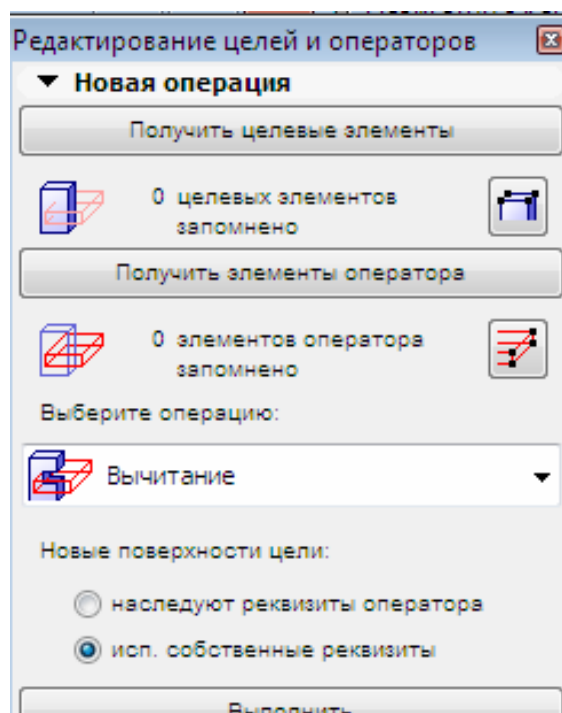 Редактирование целей и операторов
Новая операция
Получить целевые элементы
0 целевых элементов
запомнено
Получить элементы оператора
0 элементов оператора
запомнено
Выберите операцию:
Вычитание
Новые поверхности цели:
наследуют реквизиты оператора
исп. собственные реквизиты
Выполнить